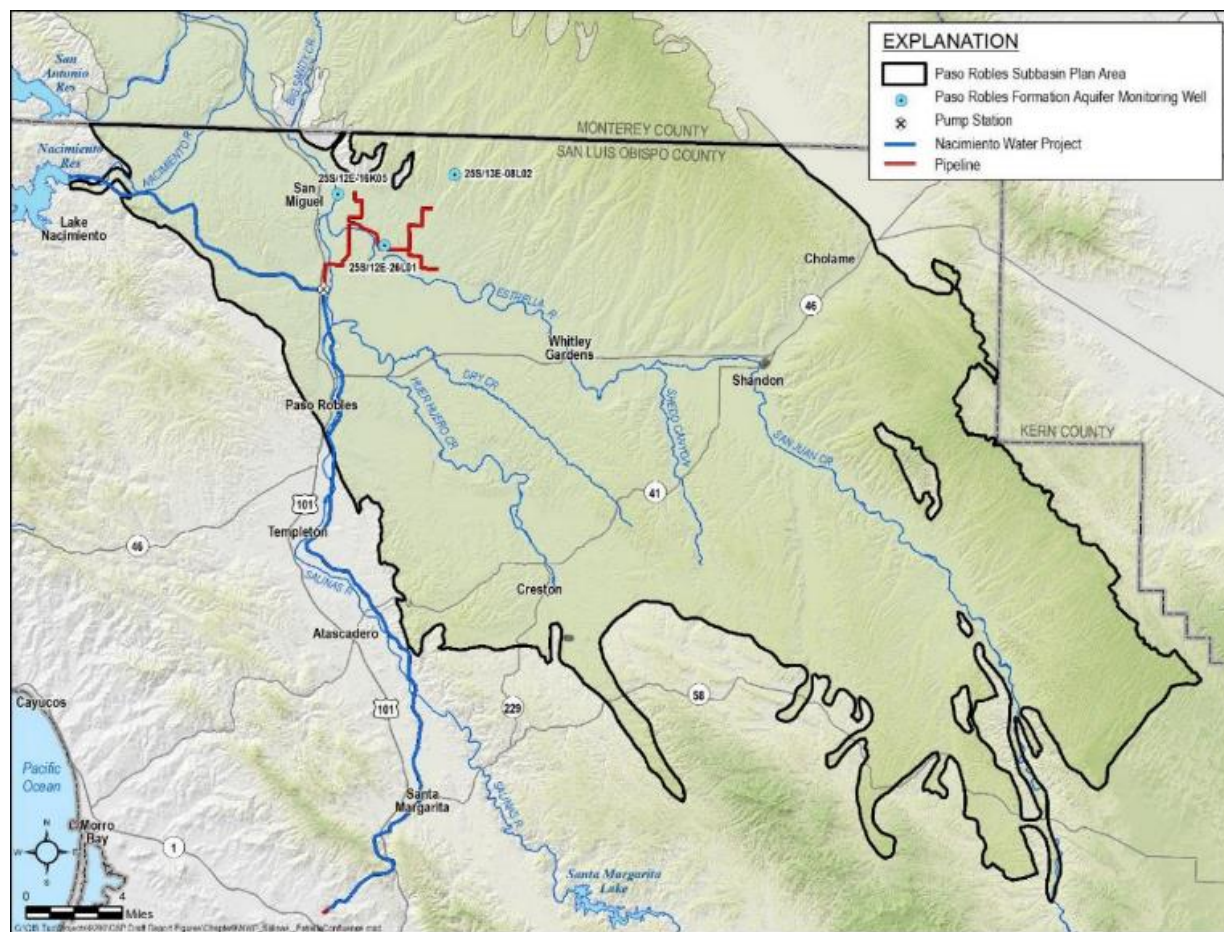 EXPLANATION
Paso Robles Subbasin Plan Area
Paso Robles Formation Aquifer Monitoring Well
Pump Station
Nacimiento Water Project
Pipeline
San
Antonio
Res
BIG SANDY CR
MONTEREY COUNTY
SAN LUIS OBISPO COUNTY
Nacimiento
Res
NACIMIENTO R
25S/12E-16K05
25S/13E-08L02
San
Miguel
Lake
Nacimiento
25S/12E-26L01
Cholame
ESTRELLA R
46
Whitley
Gardens
Shandon
DRY CR
HUER HUERO CR
SHEEP CANYON
Paso Robles
KERN COUNTY
SAN JUAN CR
41
101
Templeton
46
SALINAS R
Creston
Atascadero
58
Cayucos
101
229
Pacific
Ocean
Santa
Margarita
SALINAS R
Morro
Bay
N
W
E
S
1
Santa Margarita
Lake
0
4
Miles